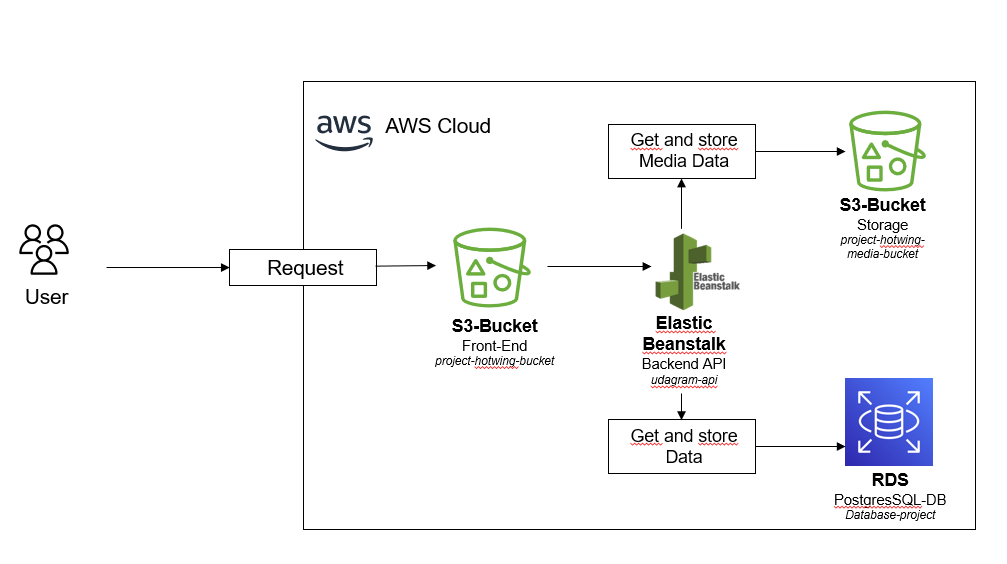 aws
AWS Cloud
User
Request
S3-Bucket
Front-End
project-hotwing-bucket
Get and store
Media Data
S3-Bucket
Storage
project-hotwing-
media-bucket
Elastic
Beanstalk
Elastic
Beanstalk
Backend API
udagram-api
Get and store
Data
RDS
PostgresSQL-DB
Database-project